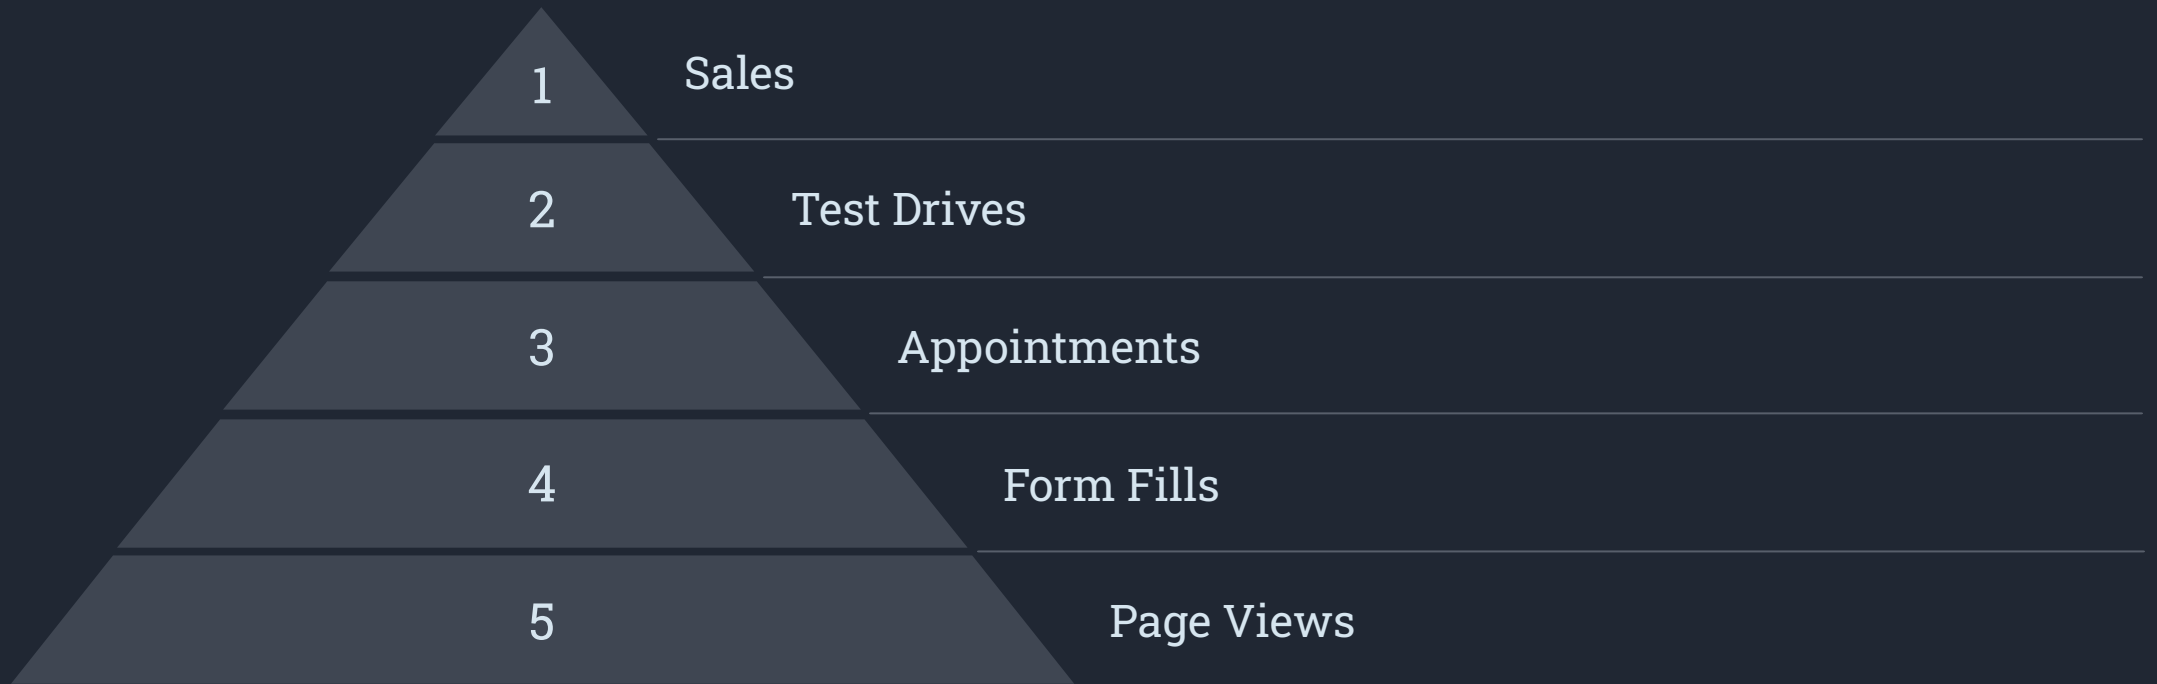 1 Sales
2 Test Drives
3 Appointments
4 Form Fills
5 Page Views